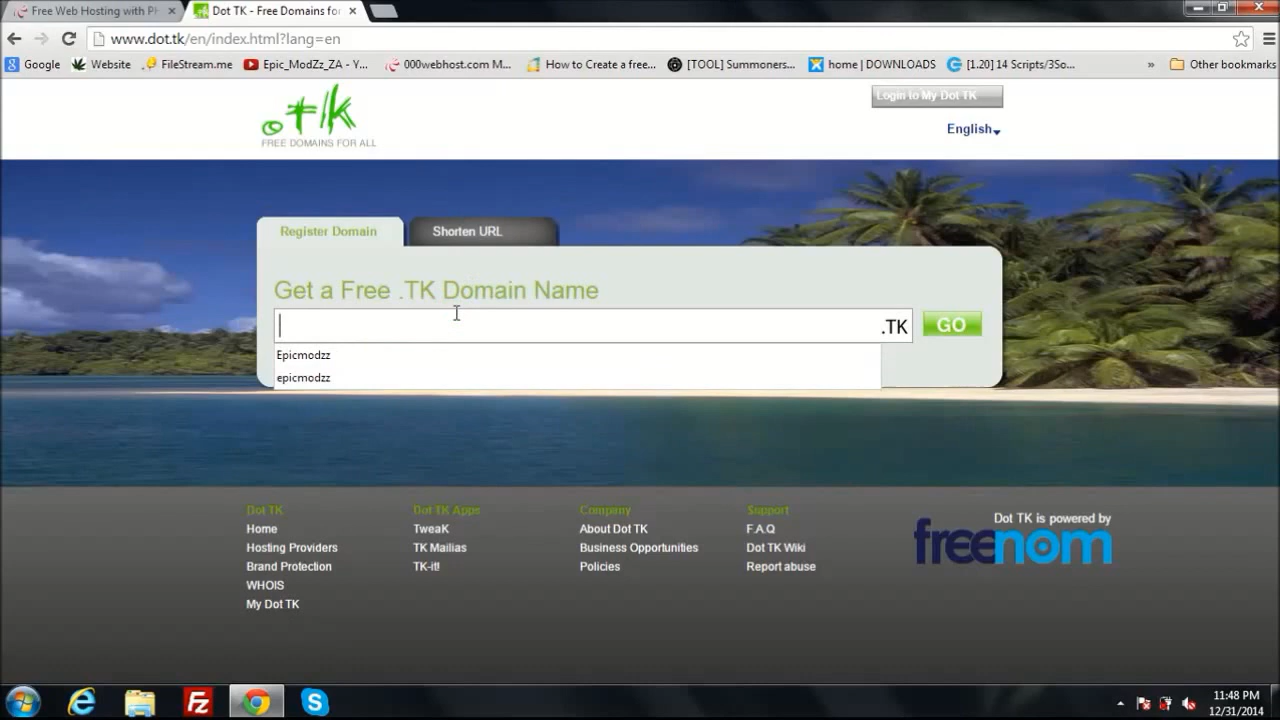 Free Web Hosting with PH
Dot TK - Free Domains for
www.dot.tk/en/index.html?lang=en
Google
Website
FileStream.me
Epic_ModZz_ZA - Y...
000webhost.com M...
How to Create a free...
[TOOL] Summoners...
home | DOWNLOADS
[1.20] 14 Scripts/3So...
»
Other bookmarks
.TK
FREE DOMAINS FOR ALL
Login to My Dot TK
English
Register Domain
Shorten URL
Get a Free .TK Domain Name
.TK
GO
Epicmodzz
epicmodzz
Dot TK
Home
Hosting Providers
Brand Protection
WHOIS
My Dot TK
Dot TK Apps
TweaK
TK Mailias
TK-it!
Company
About Dot TK
Business Opportunities
Policies
Support
F.A.Q
Dot TK Wiki
Report abuse
Dot TK is powered by
freenom
Fz
11:48 PM
12/31/2014